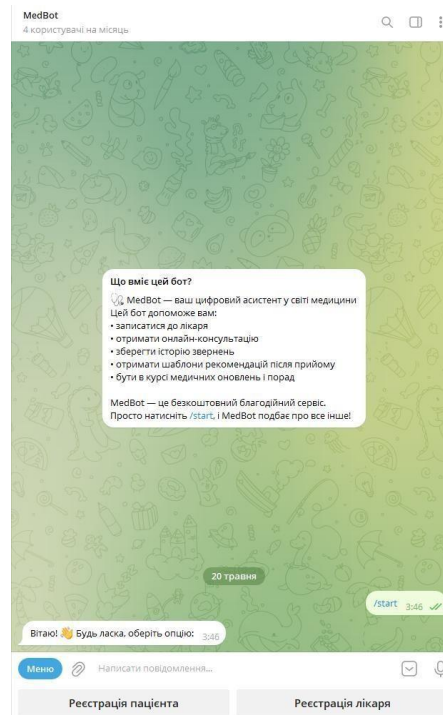 MedBot
4 користувачі на місяць
Що вміє цей бот?
🩺 MedBot — ваш цифровий асистент у світі медицини
Цей бот допоможе вам:
• записатися до лікаря
• отримати онлайн-консультацію
• зберегти історію звернень
• отримати шаблони рекомендацій після прийому
• бути в курсі медичних оновлень і порад
MedBot — це безкоштовний благодійний сервіс.
Просто натисніть /start, і MedBot подбає про все інше!
20 травня
/start 3:46
Вітаю! 👋 Будь ласка, оберіть опцію: 3:46
Меню Написати повідомлення...
Реєстрація пацієнта Реєстрація лікаря